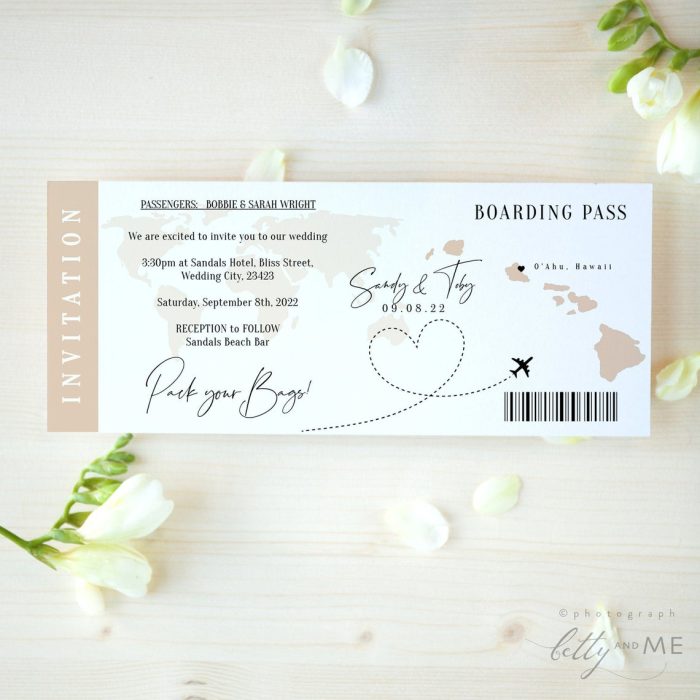 INVITATION
PASSENGERS: BOBBIE & SARAH WRIGHT
We are excited to invite you to our wedding
3:30pm at Sandals Hotel, Bliss Street,
Wedding City, 23423
Saturday, September 8th, 2022
RECEPTION to FOLLOW
Sandals Beach Bar
Pack your Bags!
BOARDING PASS
O'Ahu, Hawaii
Sandy & Toby
09.08.22
©photograph
betty AND ME